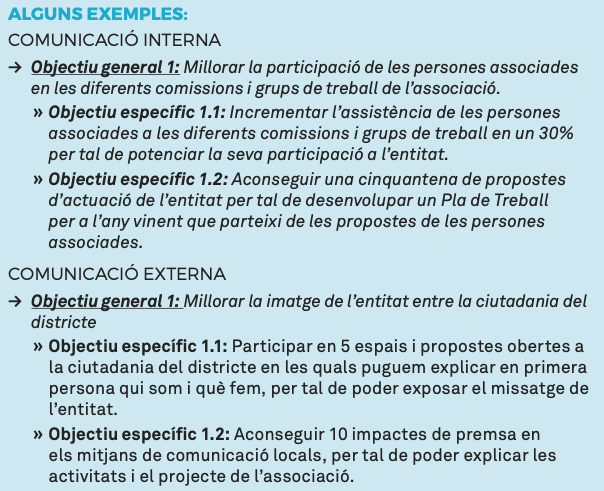 ALGUNS EXEMPLES:
COMUNICACIÓ INTERNA
→ Objectiu general 1: Millorar la participació de les persones associades
en les diferents comissions i grups de treball de l'associació.
» Objectiu específic 1.1: Incrementar l'assistència de les persones
associades a les diferents comissions i grups de treball en un 30%
per tal de potenciar la seva participació a l'entitat.
» Objectiu específic 1.2: Aconseguir una cinquantena de propostes
d'actuació de l'entitat per tal de desenvolupar un Pla de Treball
per a l'any vinent que parteixi de les propostes de les persones
associades.
COMUNICACIÓ EXTERNA
→ Objectiu general 1: Millorar la imatge de l'entitat entre la ciutadania del
districte
» Objectiu específic 1.1: Participar en 5 espais i propostes obertes a
la ciutadania del districte en les quals puguem explicar en primera
persona qui som i què fem, per tal de poder exposar el missatge de
l'entitat.
» Objectiu específic 1.2: Aconseguir 10 impactes de premsa en
els mitjans de comunicació locals, per tal de poder explicar les
activitats i el projecte de l'associació.